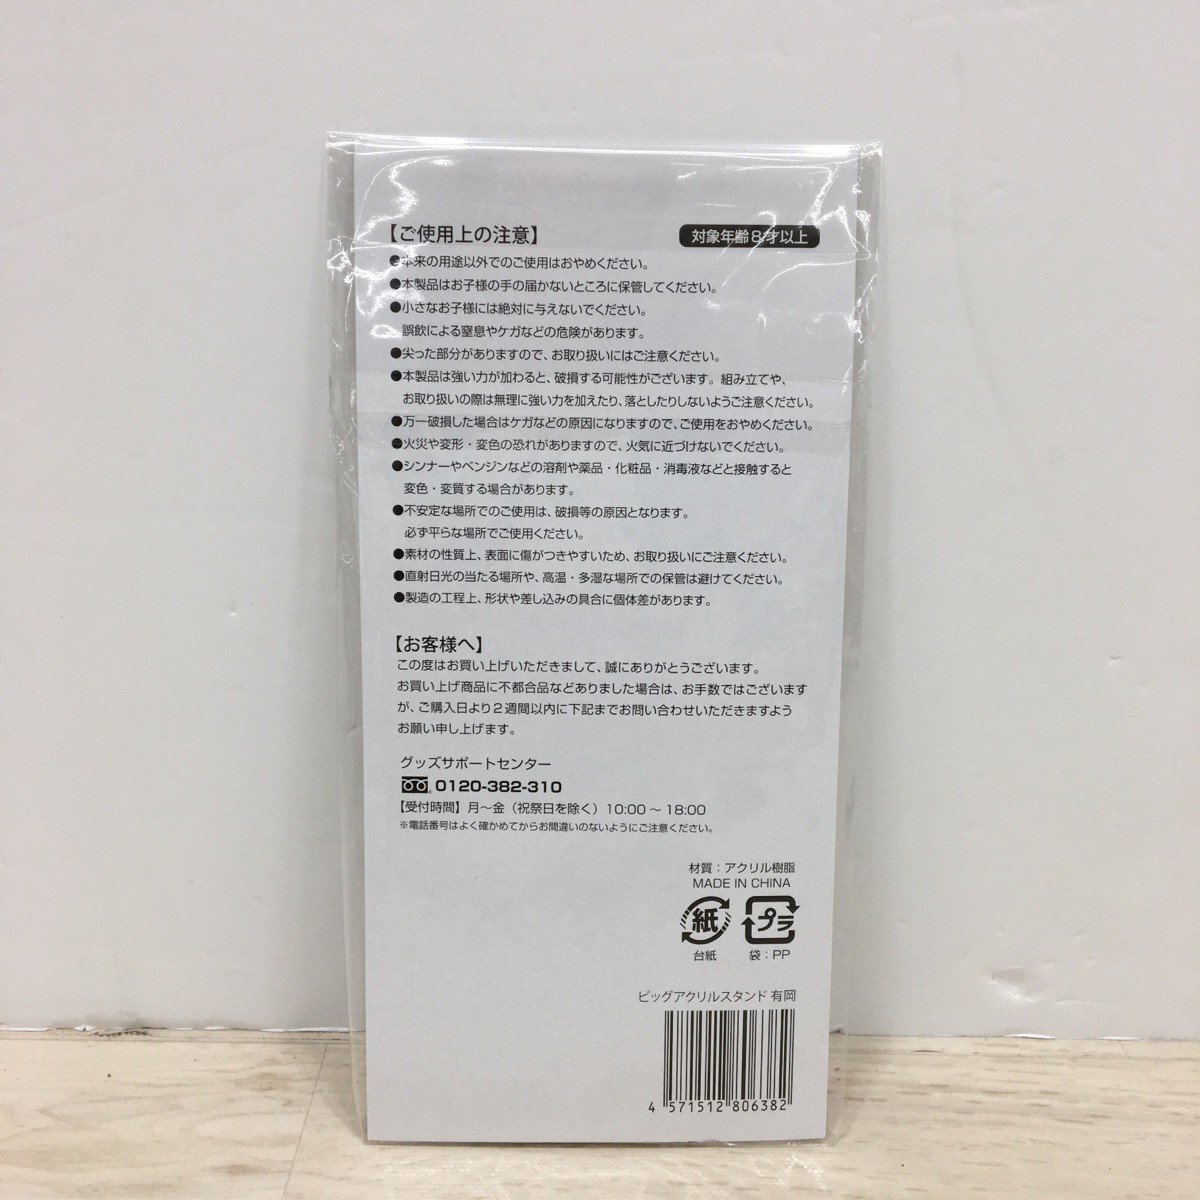 【ご使用上の注意】
対象年齢8才以上
●本来の用途以外でのご使用はおやめください。
●本製品はお子様の手の届かないところに保管してください。
●小さなお子様には絶対に与えないでください。
誤飲による窒息やケガなどの危険があります。
●尖った部分がありますので、お取り扱いにはご注意ください。
●本製品は強い力が加わると、破損する可能性がございます。組み立てや、
お取り扱いの際は無理に強い力を加えたり、落としたりしないようご注意ください。
●万一破損した場合はケガなどの原因になりますので、ご使用をおやめください。
●火災や変形・変色の恐れがありますので、火気に近づけないでください。
●シンナーやベンジンなどの溶剤や薬品・化粧品・消毒液などと接触すると
変色・変質する場合があります。
●不安定な場所でのご使用は、破損等の原因となります。
必ず平らな場所でご使用ください。
●素材の性質上、表面に傷がつきやすいため、お取り扱いにご注意ください。
●直射日光の当たる場所や、高温・多湿な場所での保管は避けてください。
●製造の工程上、形状や差し込みの具合に個体差があります。
【お客様へ】
この度はお買い上げいただきまして、誠にありがとうございます。
お買い上げ商品に不都合品などありました場合は、お手数ではございます
が、ご購入日より2週間以内に下記までお問い合わせいただきますよう
お願い申し上げます。
グッズサポートセンター
0120-382-310
【受付時間】月〜金（祝祭日を除く）10:00 〜 18:00
※電話番号はよく確かめてからお間違いのないようにご注意ください。
材質：アクリル樹脂
MADE IN CHINA
紙 プラ
台紙 袋：PP
ビッグアクリルスタンド 有岡
4 571512 806382